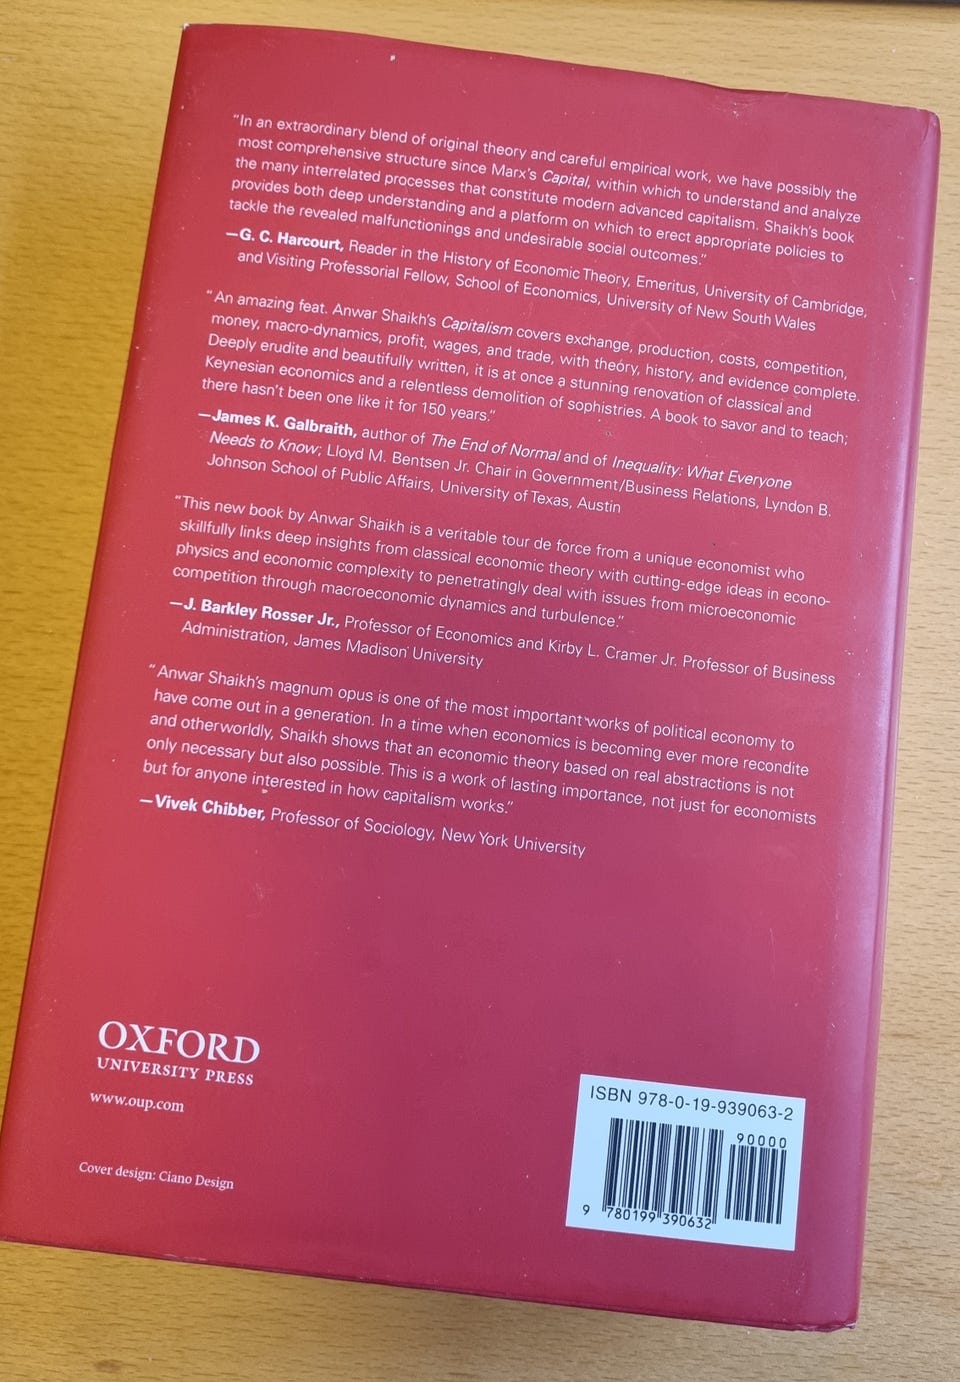 "In an extraordinary blend of original theory and careful empirical work, we have possibly the
most comprehensive structure since Marx's Capital, within which to understand and analyze
the many interrelated processes that constitute modern advanced capitalism. Shaikh's book
provides both deep understanding and a platform on which to erect appropriate policies to
tackle the revealed malfunctionings and undesirable social outcomes."
—G. C. Harcourt, Reader in the History of Economic Theory, Emeritus, University of Cambridge,
and Visiting Professorial Fellow, School of Economics, University of New South Wales
"An amazing feat. Anwar Shaikh's Capitalism covers exchange, production, costs, competition,
money, macro-dynamics, profit, wages, and trade, with theory, history, and evidence complete.
Deeply erudite and beautifully written, it is at once a stunning renovation of classical and
Keynesian economics and a relentless demolition of sophistries. A book to savor and to teach;
there hasn't been one like it for 150 years."
—James K. Galbraith, author of The End of Normal and of Inequality: What Everyone
Needs to Know; Lloyd M. Bentsen Jr. Chair in Government/Business Relations, Lyndon B.
Johnson School of Public Affairs, University of Texas, Austin
"This new book by Anwar Shaikh is a veritable tour de force from a unique economist who
skillfully links deep insights from classical economic theory with cutting-edge ideas in econo-
physics and economic complexity to penetratingly deal with issues from microeconomic
competition through macroeconomic dynamics and turbulence."
—J. Barkley Rosser Jr., Professor of Economics and Kirby L. Cramer Jr. Professor of Business
Administration, James Madison University
"Anwar Shaikh's magnum opus is one of the most important works of political economy to
have come out in a generation. In a time when economics is becoming ever more recondite
and otherworldly, Shaikh shows that an economic theory based on real abstractions is not
only necessary but also possible. This is a work of lasting importance, not just for economists
but for anyone interested in how capitalism works."
—Vivek Chibber, Professor of Sociology, New York University
OXFORD
UNIVERSITY PRESS
www.oup.com
Cover design: Ciano Design
ISBN 978-0-19-939063-2
90000
9 780199 390632